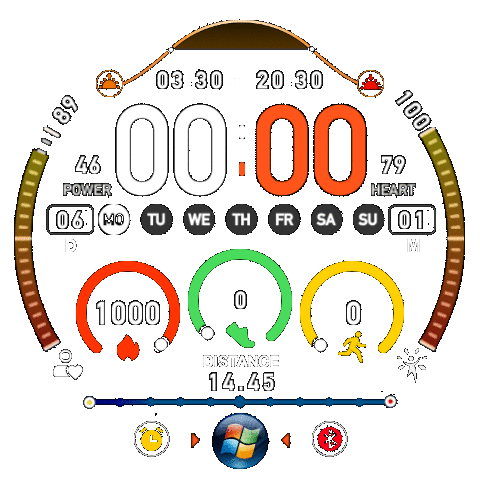 03:30 20:30
89 100
00:00
46 79
POWER HEART
06 MO TU WE TH FR SA SU 01
D M
1000 0 0
DISTANCE
14.45